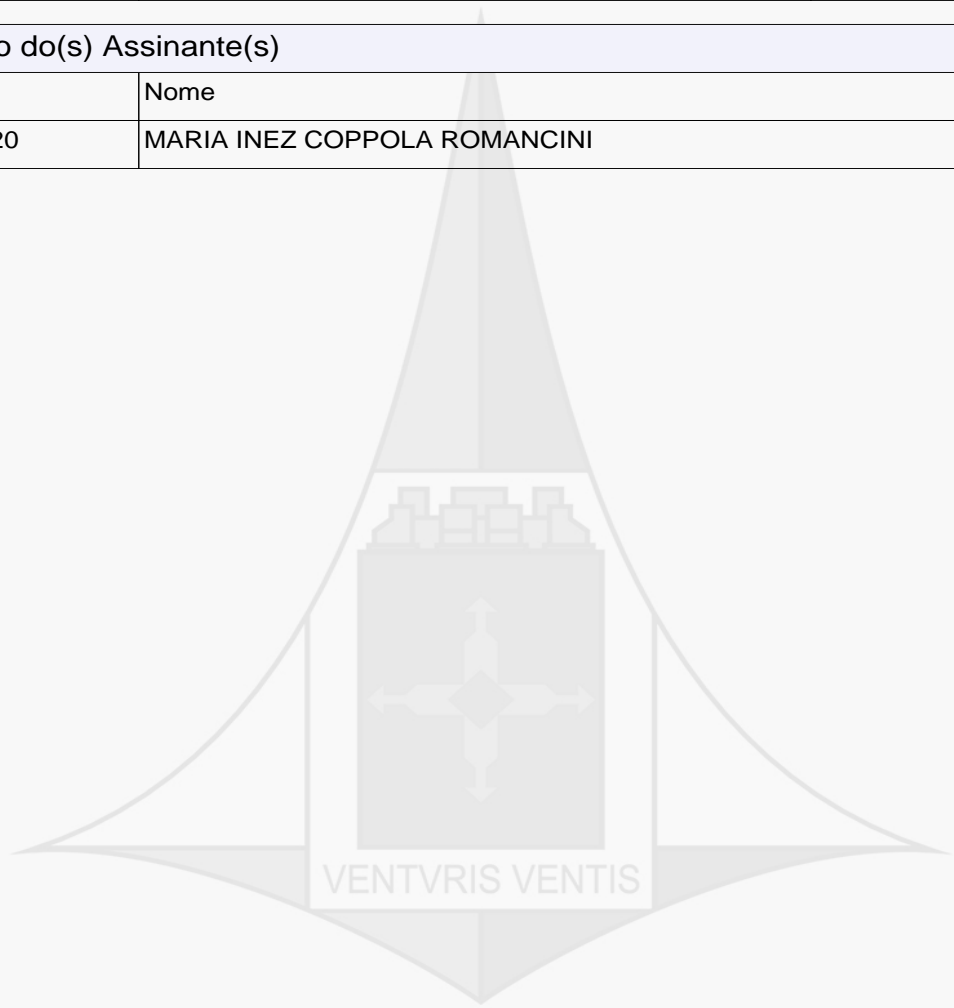 o do(s) Assinante(s)
Nome
20 MARIA INEZ COPPOLA ROMANCINI
VENTVRIS VENTIS